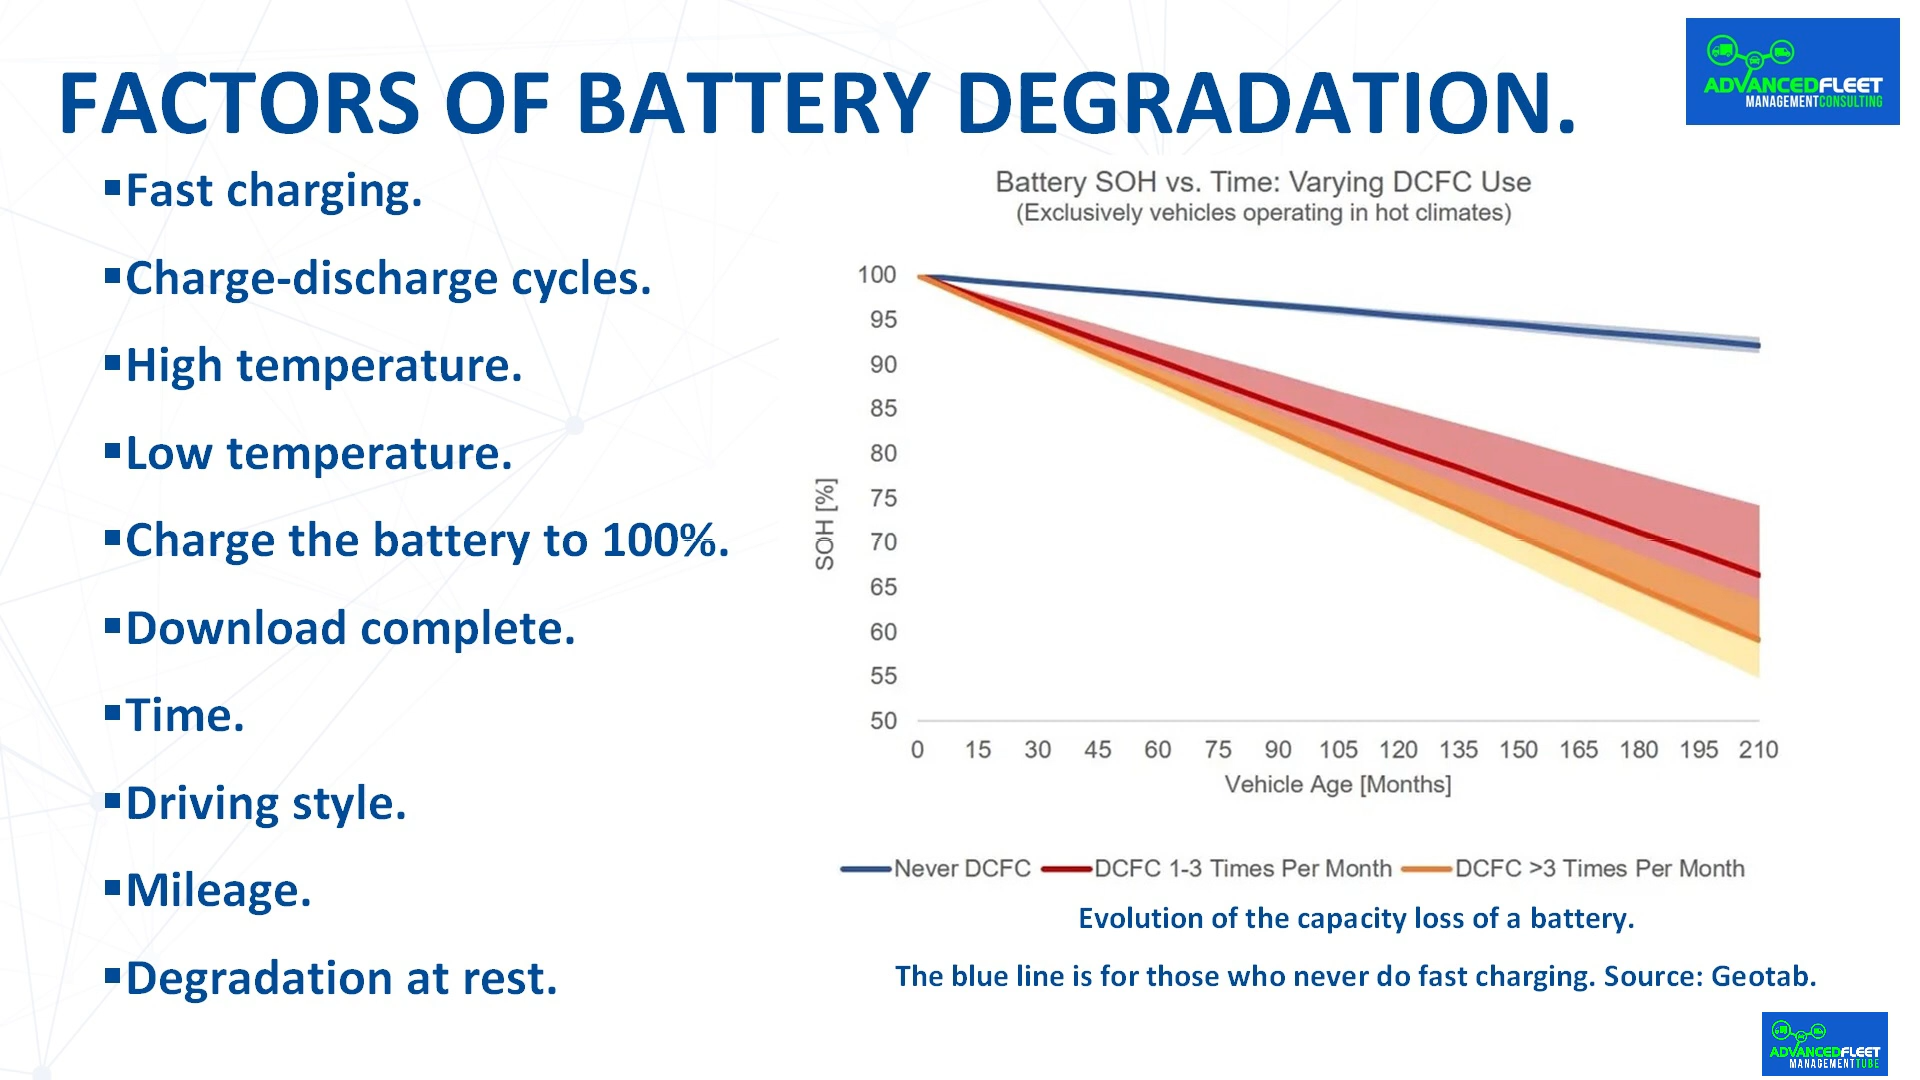 FACTORS OF BATTERY DEGRADATION.
ADVANCEDFLEET
MANAGEMENTCONSULTING
▪Fast charging.
▪Charge-discharge cycles.
▪High temperature.
▪Low temperature.
▪Charge the battery to 100%.
▪Download complete.
▪Time.
▪Driving style.
▪Mileage.
▪Degradation at rest.
Battery SOH vs. Time: Varying DCFC Use
(Exclusively vehicles operating in hot climates)
100
95
90
85
80
75
70
65
60
55
50
SOH [%]
0 15 30 45 60 75 90 105 120 135 150 165 180 195 210
Vehicle Age [Months]
Never DCFC DCFC 1-3 Times Per Month DCFC >3 Times Per Month
Evolution of the capacity loss of a battery.
The blue line is for those who never do fast charging. Source: Geotab.
ADVANCEDFLEET
MANAGEMENTTUBE